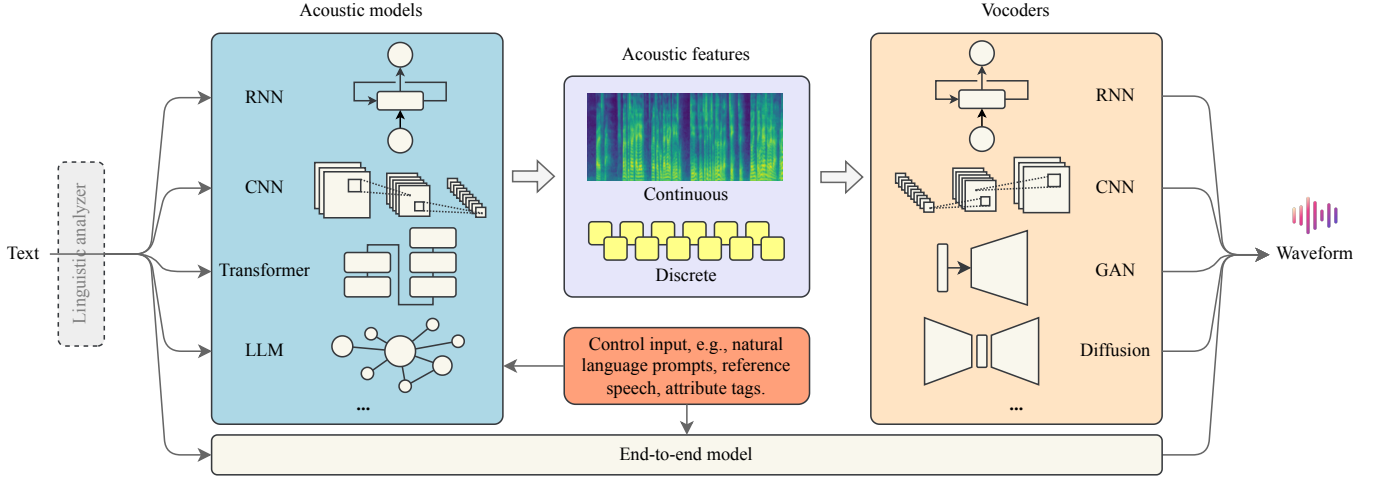 Acoustic models
Vocoders
Acoustic features
RNN
CNN
Transformer
LLM
...
Text
Linguistic analyzer
Continuous
Discrete
Control input, e.g., natural
language prompts, reference
speech, attribute tags.
RNN
CNN
GAN
Diffusion
...
Waveform
End-to-end model